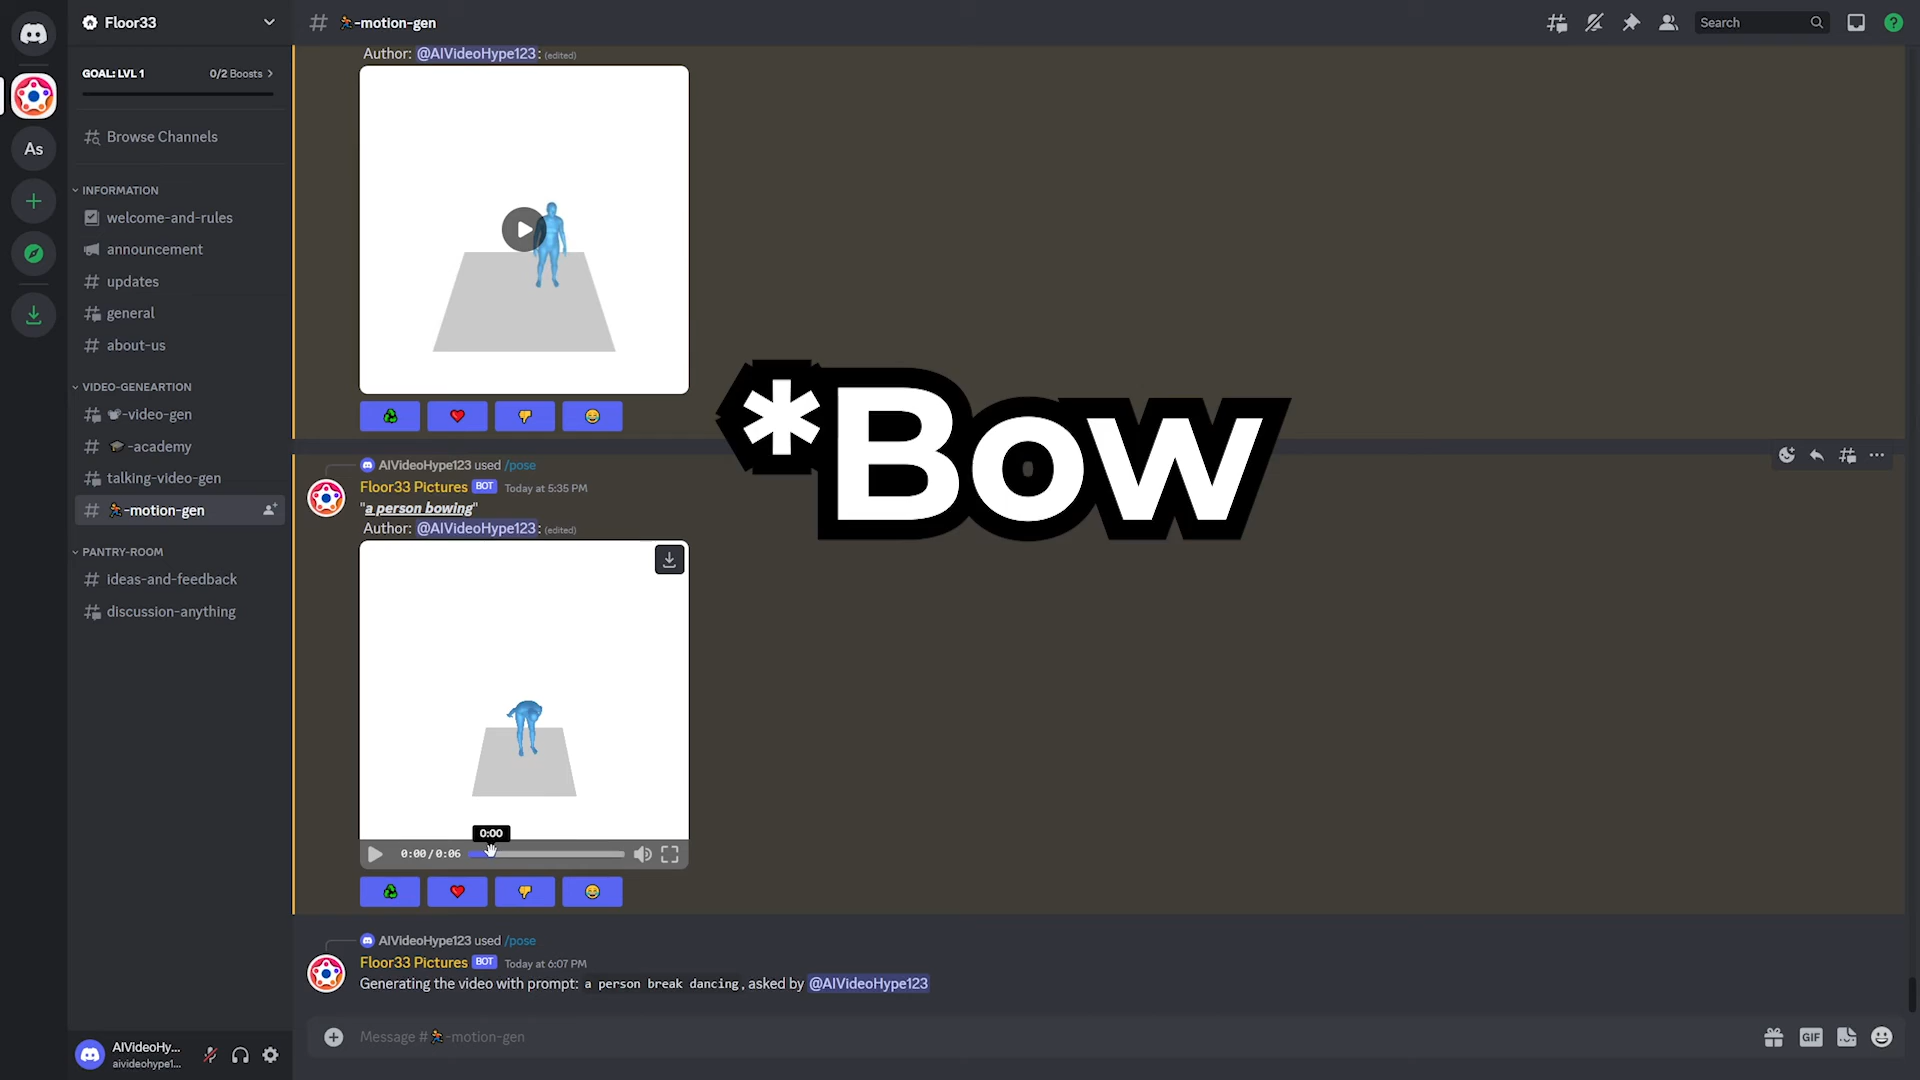 Floor33
🏃-motion-gen
Search
GOAL: LVL 1
0/2 Boosts
Author: @AIVideoHype123: (edited)
As
Browse Channels
INFORMATION
welcome-and-rules
announcement
updates
general
about-us
VIDEO-GENEARTION
-video-gen
🎓-academy
talking-video-gen
🏃-motion-gen
PANTRY-ROOM
ideas-and-feedback
discussion-anything
*Bow
AIVideoHype123 used /pose
Floor33 Pictures BOT Today at 5:35 PM
"a person bowing"
Author: @AIVideoHype123: (edited)
0:00
0:00/0:06
AIVideoHype123 used /pose
Floor33 Pictures BOT Today at 6:07 PM
Generating the video with prompt: a person break dancing, asked by @AIVideoHype123
Message #🏃-motion-gen
GIF
AIVideoHy...
aivideohype1...